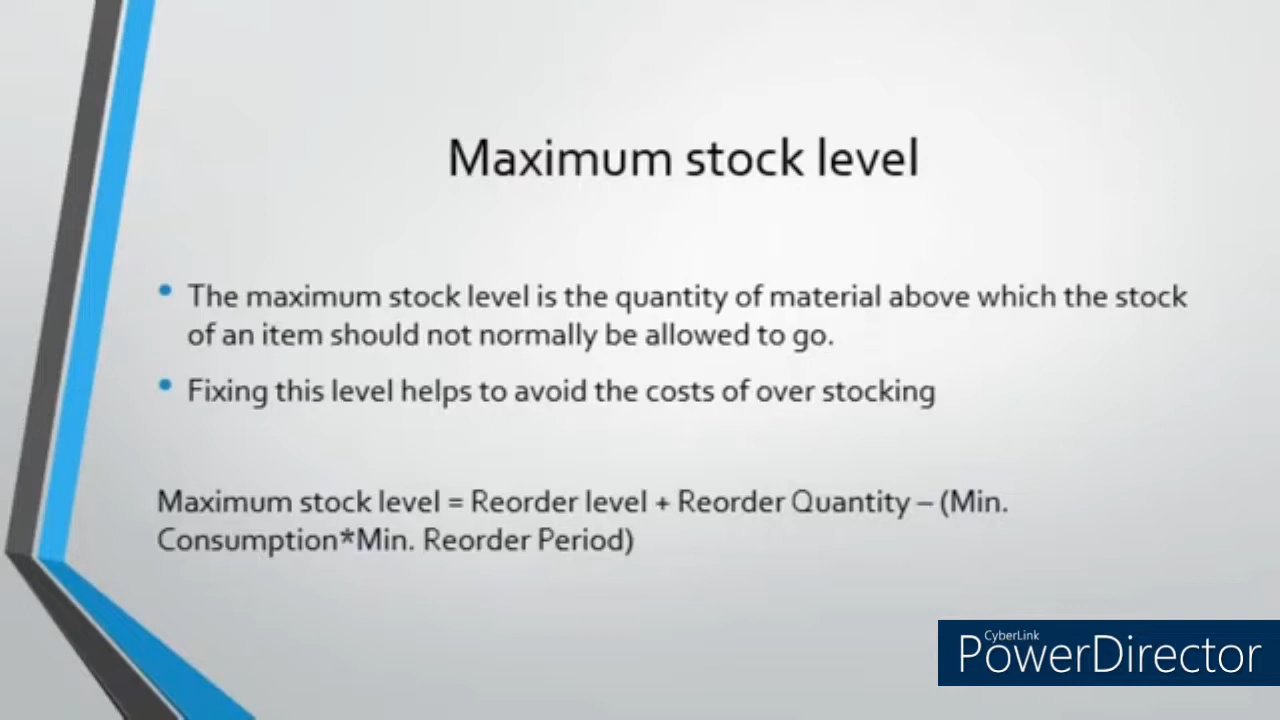 Maximum stock level
• The maximum stock level is the quantity of material above which the stock
of an item should not normally be allowed to go.
• Fixing this level helps to avoid the costs of over stocking
Maximum stock level = Reorder level + Reorder Quantity – (Min.
Consumption*Min. Reorder Period)
CyberLink
PowerDirector